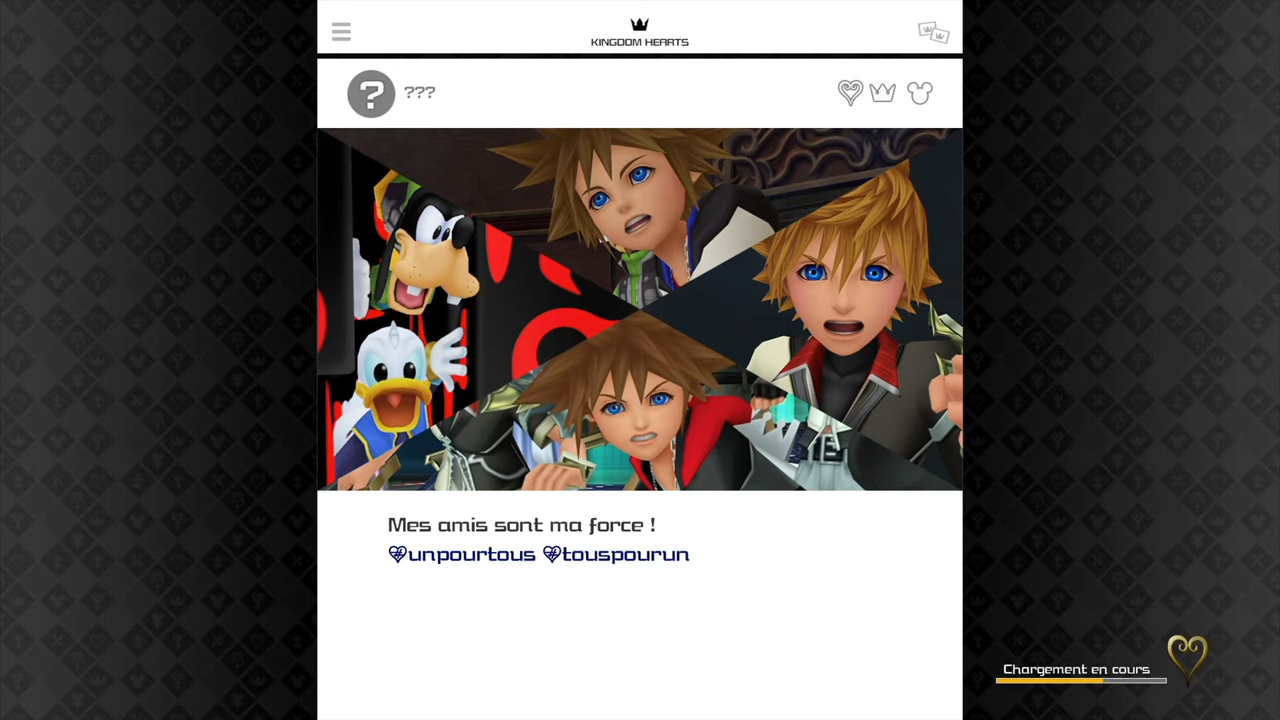 KINGDOM HEARTS
?
???
Mes amis sont ma force !
#unpourtous #touspourun
Chargement en cours